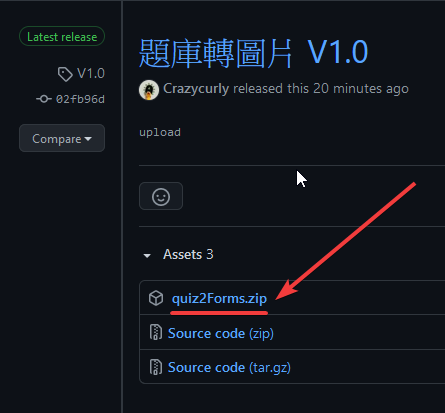 Latest release
V1.0
02fb96d
Compare
題庫轉圖片 V1.0
Crazycurly released this 20 minutes ago
upload
Assets 3
quiz2Forms.zip
Source code (zip)
Source code (tar.gz)